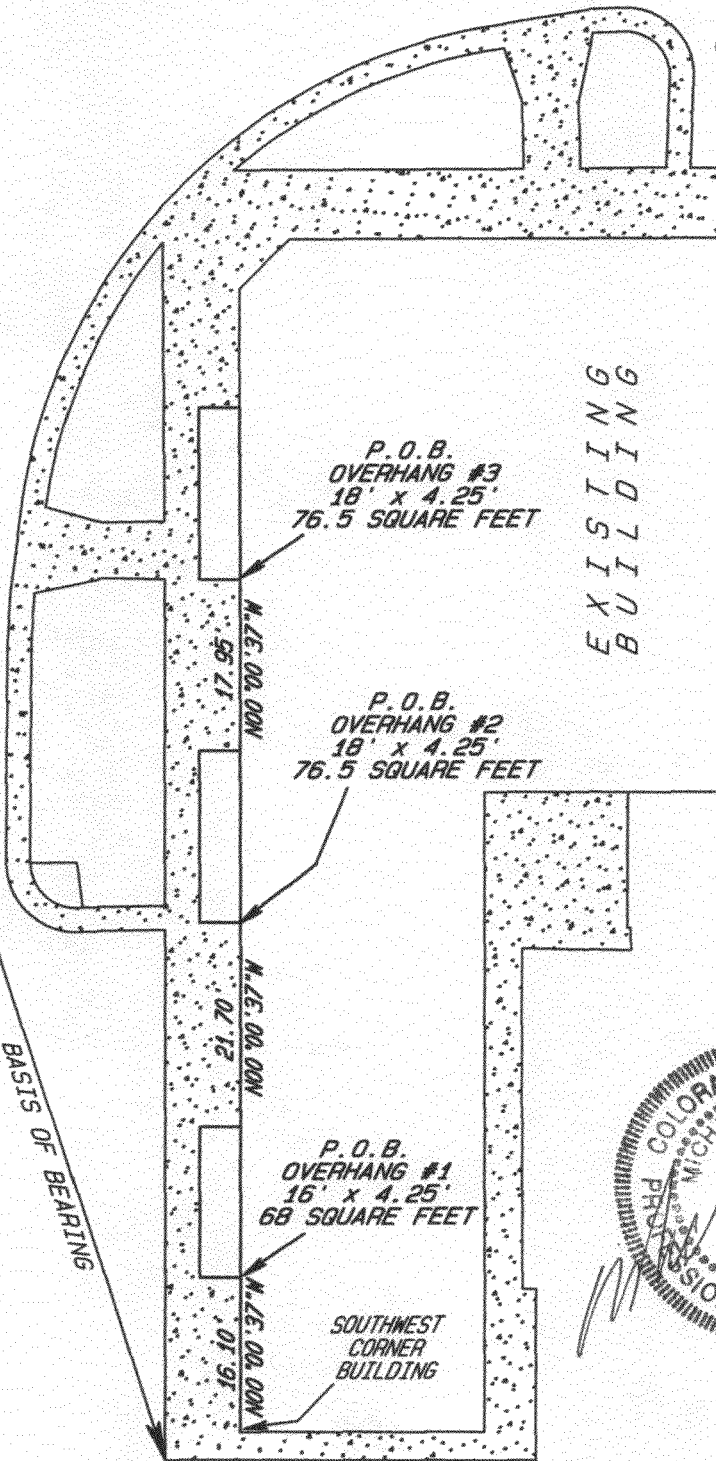 EXISTING
BUILDING
P.O.B.
OVERHANG #3
18' x 4.25'
76.5 SQUARE FEET
N00°00'37"W
17.95'
P.O.B.
OVERHANG #2
18' x 4.25'
76.5 SQUARE FEET
N00°00'37"W
21.70'
BASIS OF BEARING
P.O.B.
OVERHANG #1
16' x 4.25'
68 SQUARE FEET
N00°00'37"W
16.10'
SOUTHWEST
CORNER
BUILDING